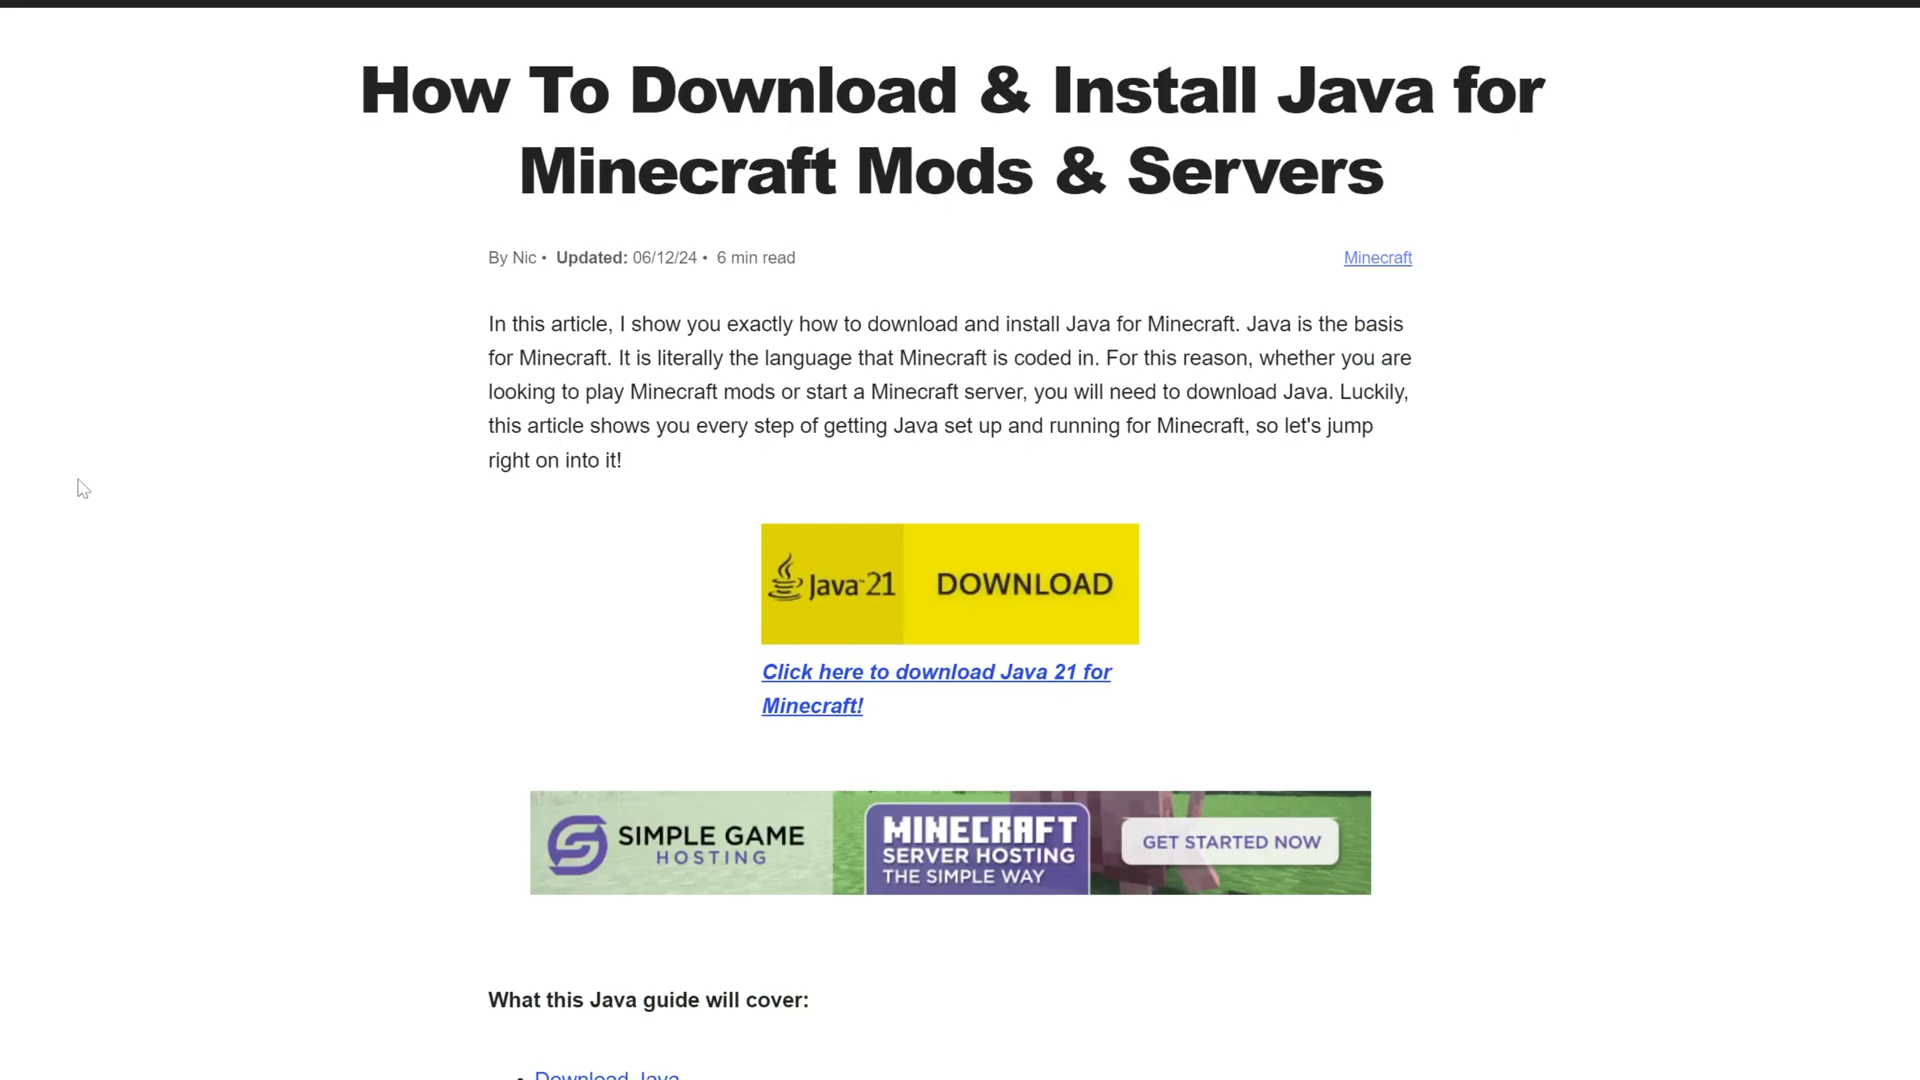 How To Download & Install Java for
Minecraft Mods & Servers
By Nic • Updated: 06/12/24 • 6 min read
Minecraft
In this article, I show you exactly how to download and install Java for Minecraft. Java is the basis
for Minecraft. It is literally the language that Minecraft is coded in. For this reason, whether you are
looking to play Minecraft mods or start a Minecraft server, you will need to download Java. Luckily,
this article shows you every step of getting Java set up and running for Minecraft, so let's jump
right on into it!
Java™ 21 DOWNLOAD
Click here to download Java 21 for
Minecraft!
SIMPLE GAME
HOSTING
MINECRAFT
SERVER HOSTING
THE SIMPLE WAY
GET STARTED NOW
What this Java guide will cover:
• Download Java